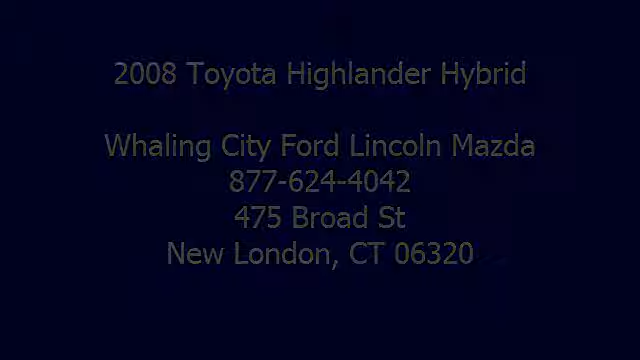 2008 Toyota Highlander Hybrid
Whaling City Ford Lincoln Mazda
877-624-4042
475 Broad St
New London, CT 06320